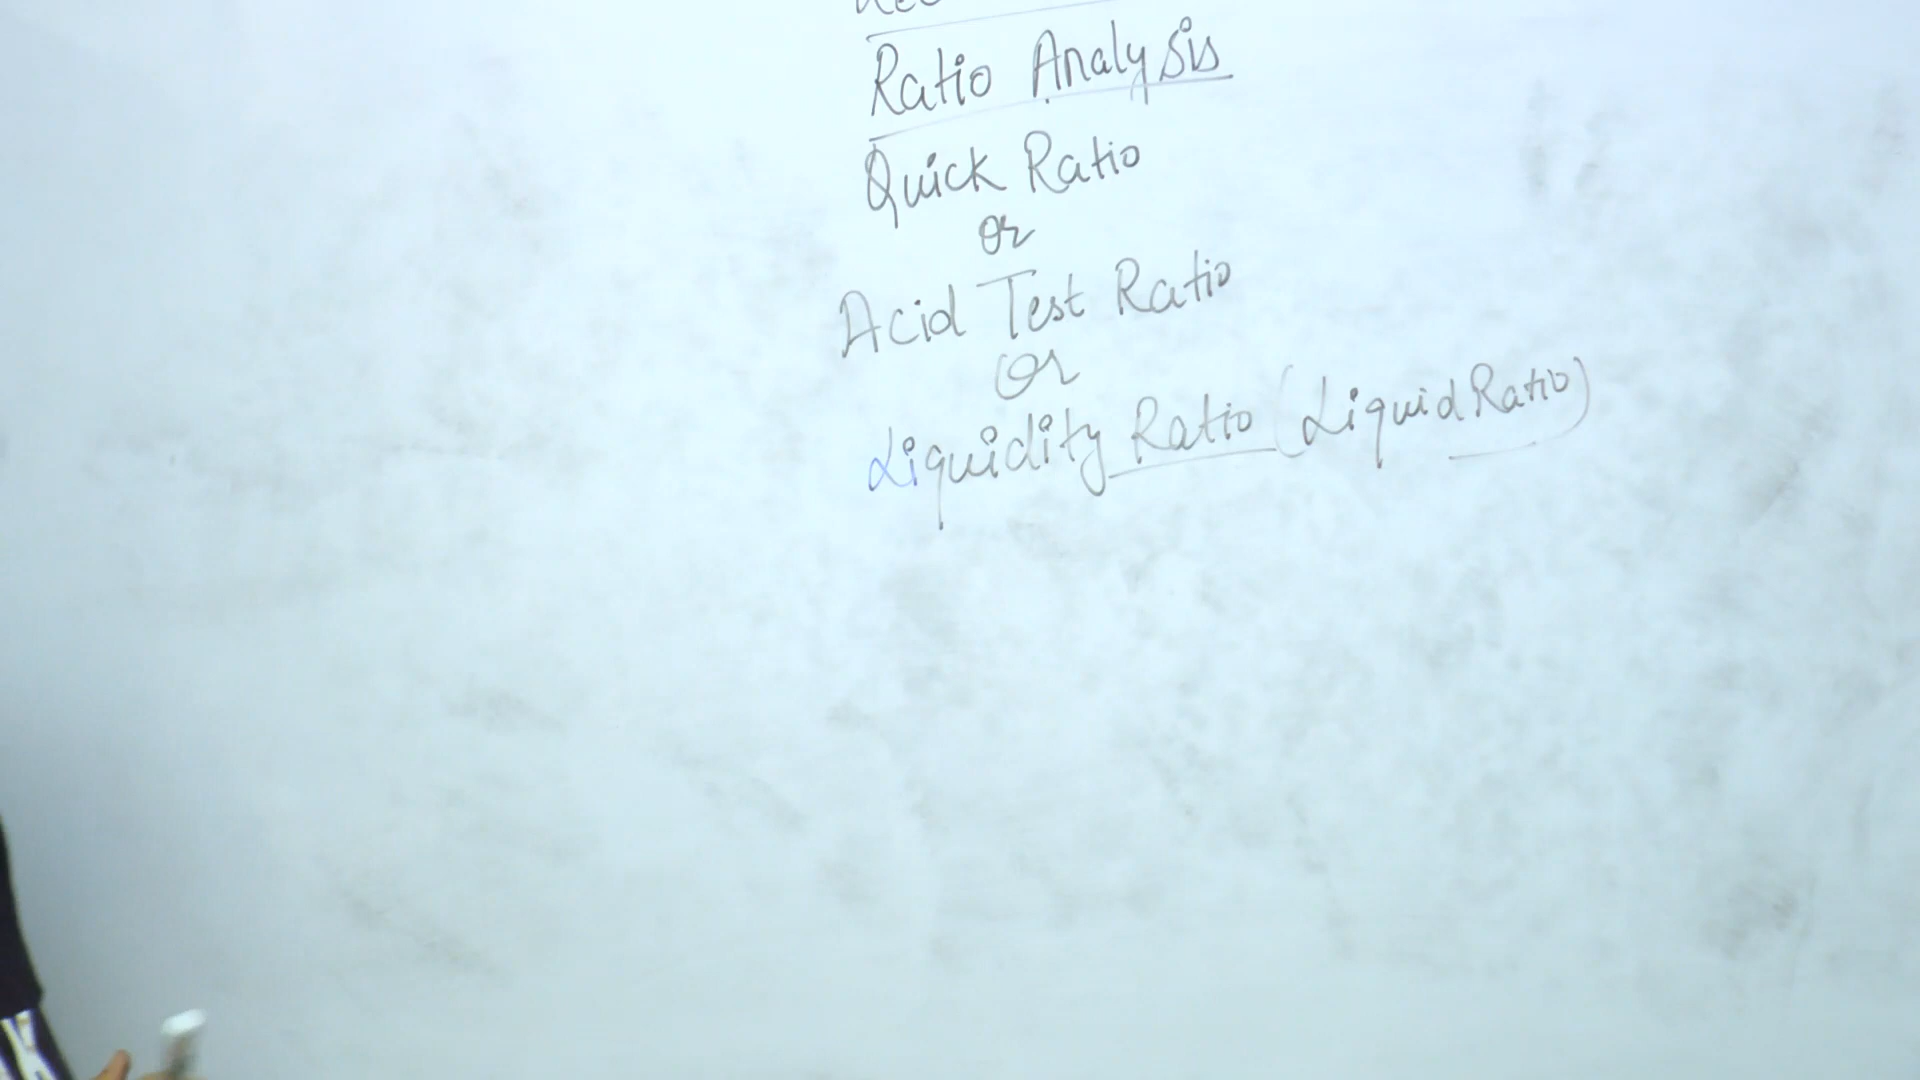 Ratio Analysis
Quick Ratio
or
Acid Test Ratio
or
Liquidity Ratio (Liquid Ratio)